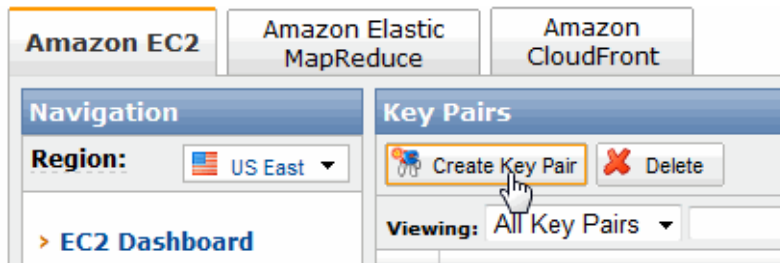 Amazon EC2
Amazon Elastic
MapReduce
Amazon
CloudFront
Navigation
Key Pairs
Region:
US East
Create Key Pair
Delete
Viewing:
All Key Pairs
> EC2 Dashboard